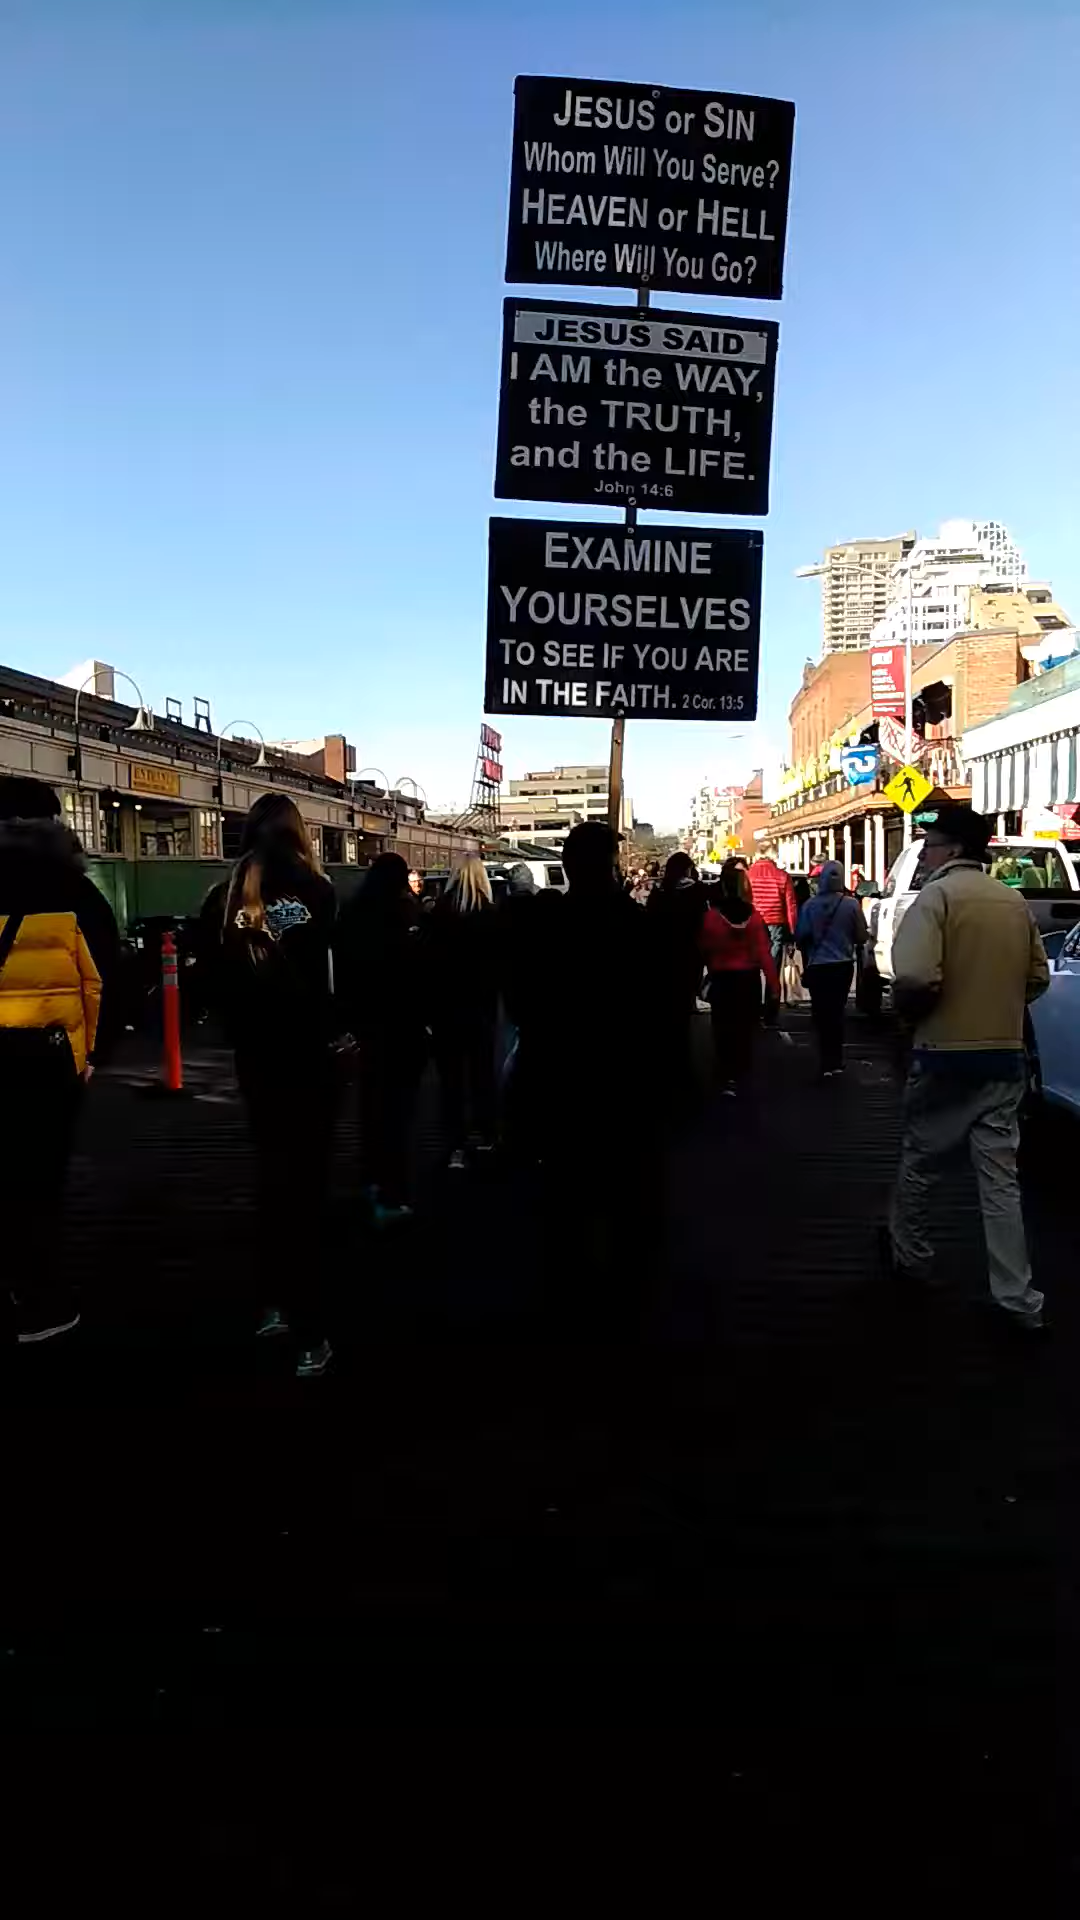 JESUS or SIN
Whom Will You Serve?
HEAVEN or HELL
Where Will You Go?
JESUS SAID
I AM the WAY,
the TRUTH,
and the LIFE.
John 14:6
EXAMINE
YOURSELVES
TO SEE IF YOU ARE
IN THE FAITH. 2 Cor. 13:5
12